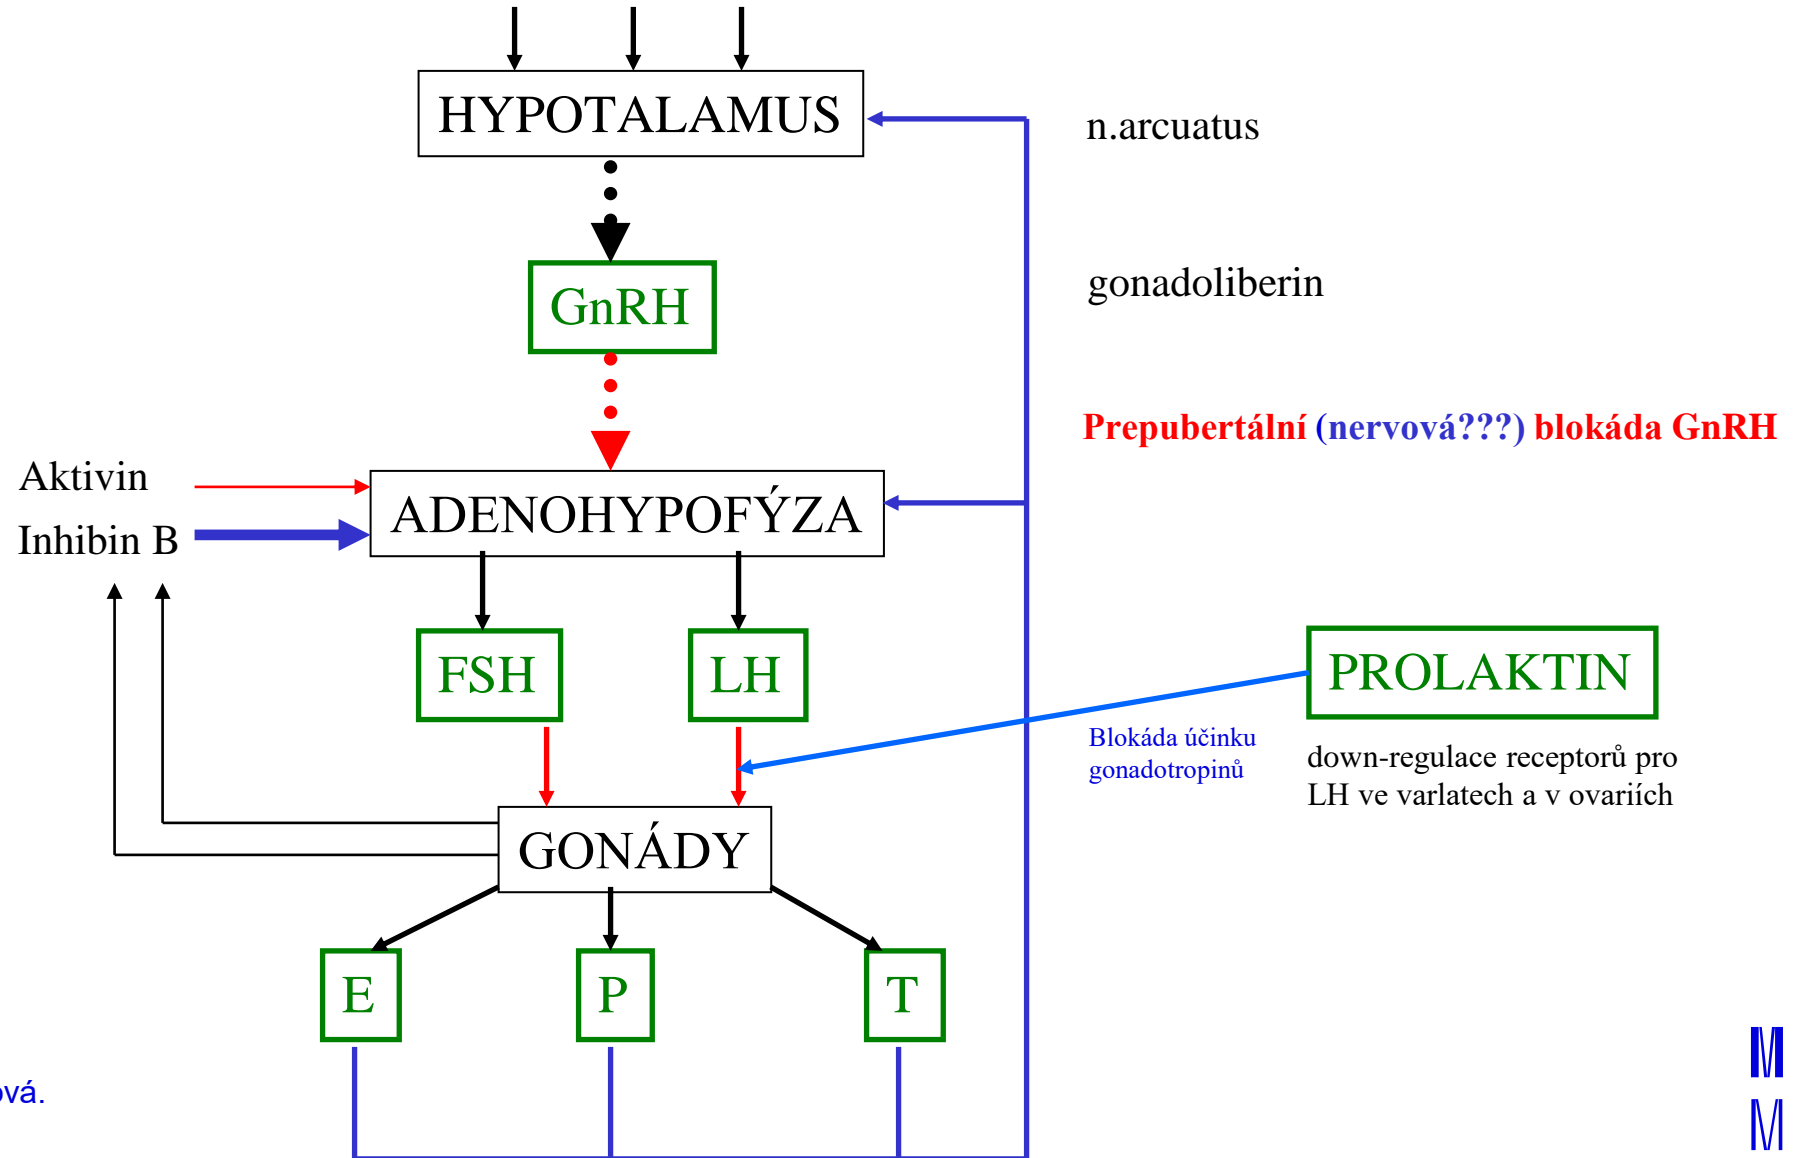 HYPOTALAMUS
n.arcuatus
GnRH
gonadoliberin
Prepubertální (nervová???) blokáda GnRH
Aktivin
ADENOHYPOFÝZA
Inhibin B
FSH
LH
PROLAKTIN
Blokáda účinku
gonadotropinů
down-regulace receptorů pro
LH ve varlatech a v ovariích
GONÁDY
E
P
T
ová.
M
M